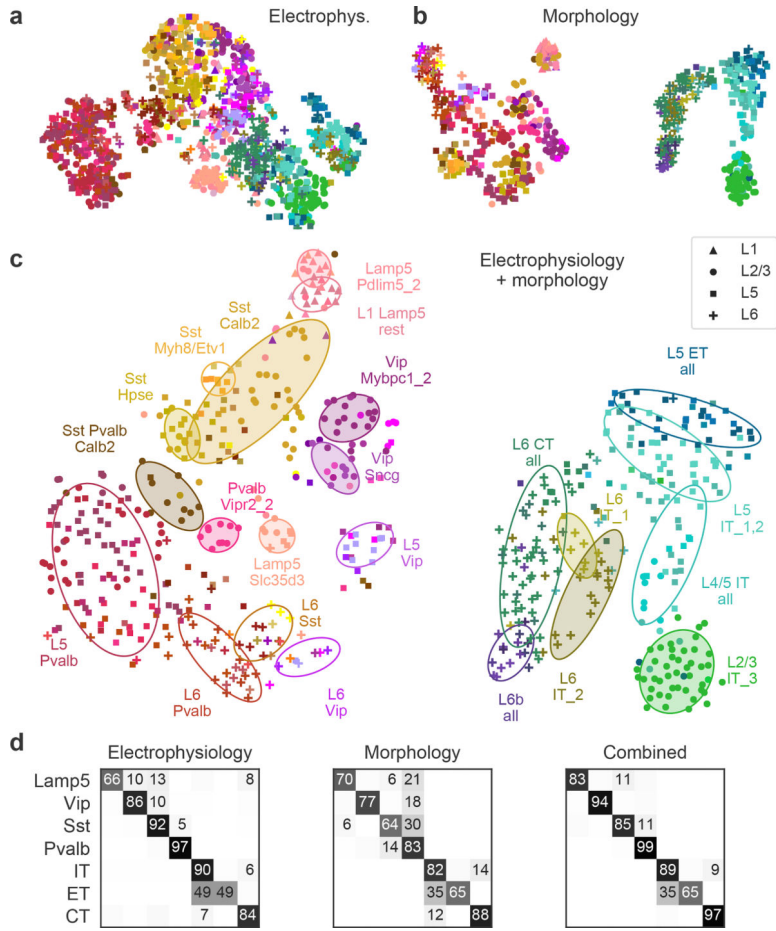 a
Electrophys.
b
Morphology
c
Electrophysiology
+ morphology
L1
L2/3
L5
L6
Lamp5
Pdlim5_2
L1 Lamp5
rest
Sst
Calb2
Sst
Myh8/Etv1
Sst
Hpse
Vip
Mybpc1_2
Sst Pvalb
Calb2
Vip
Sncg
Pvalb
Vipr2_2
Lamp5
Slc35d3
L5
Vip
L5
Pvalb
L6
Sst
L6
Pvalb
L6
Vip
L5 ET
all
L6 CT
all
L6
IT_1
L5
IT_1,2
L4/5 IT
all
L6b
all
L6
IT_2
L2/3
IT_3
d
Electrophysiology
Morphology
Combined
Lamp5 66 10 13 8 70 6 21 83 11
Vip 86 10 77 18 94
Sst 92 5 6 64 30 85 11
Pvalb 97 14 83 99
IT 90 6 82 14 89 9
ET 49 49 35 65 35 65
CT 7 84 12 88 97